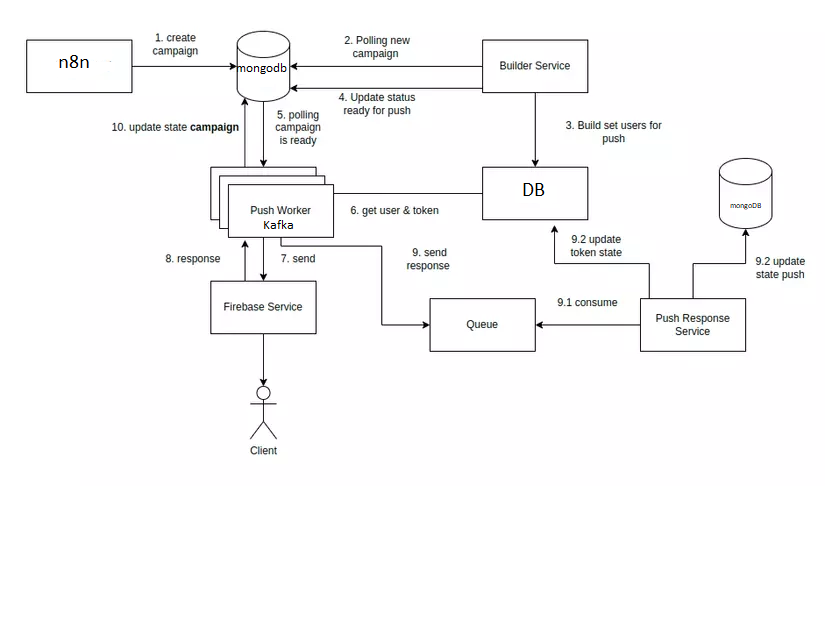 1. create
campaign
n8n
mongodb
2. Polling new
campaign
Builder Service
4. Update status
ready for push
10. update state campaign
5. polling
campaign
is ready
3. Build set users for
push
Push Worker
Kafka
6. get user & token
DB
mongoDB
8. response
7. send
9. send
response
9.2 update
token state
9.2 update
state push
Firebase Service
Queue
9.1 consume
Push Response
Service
Client